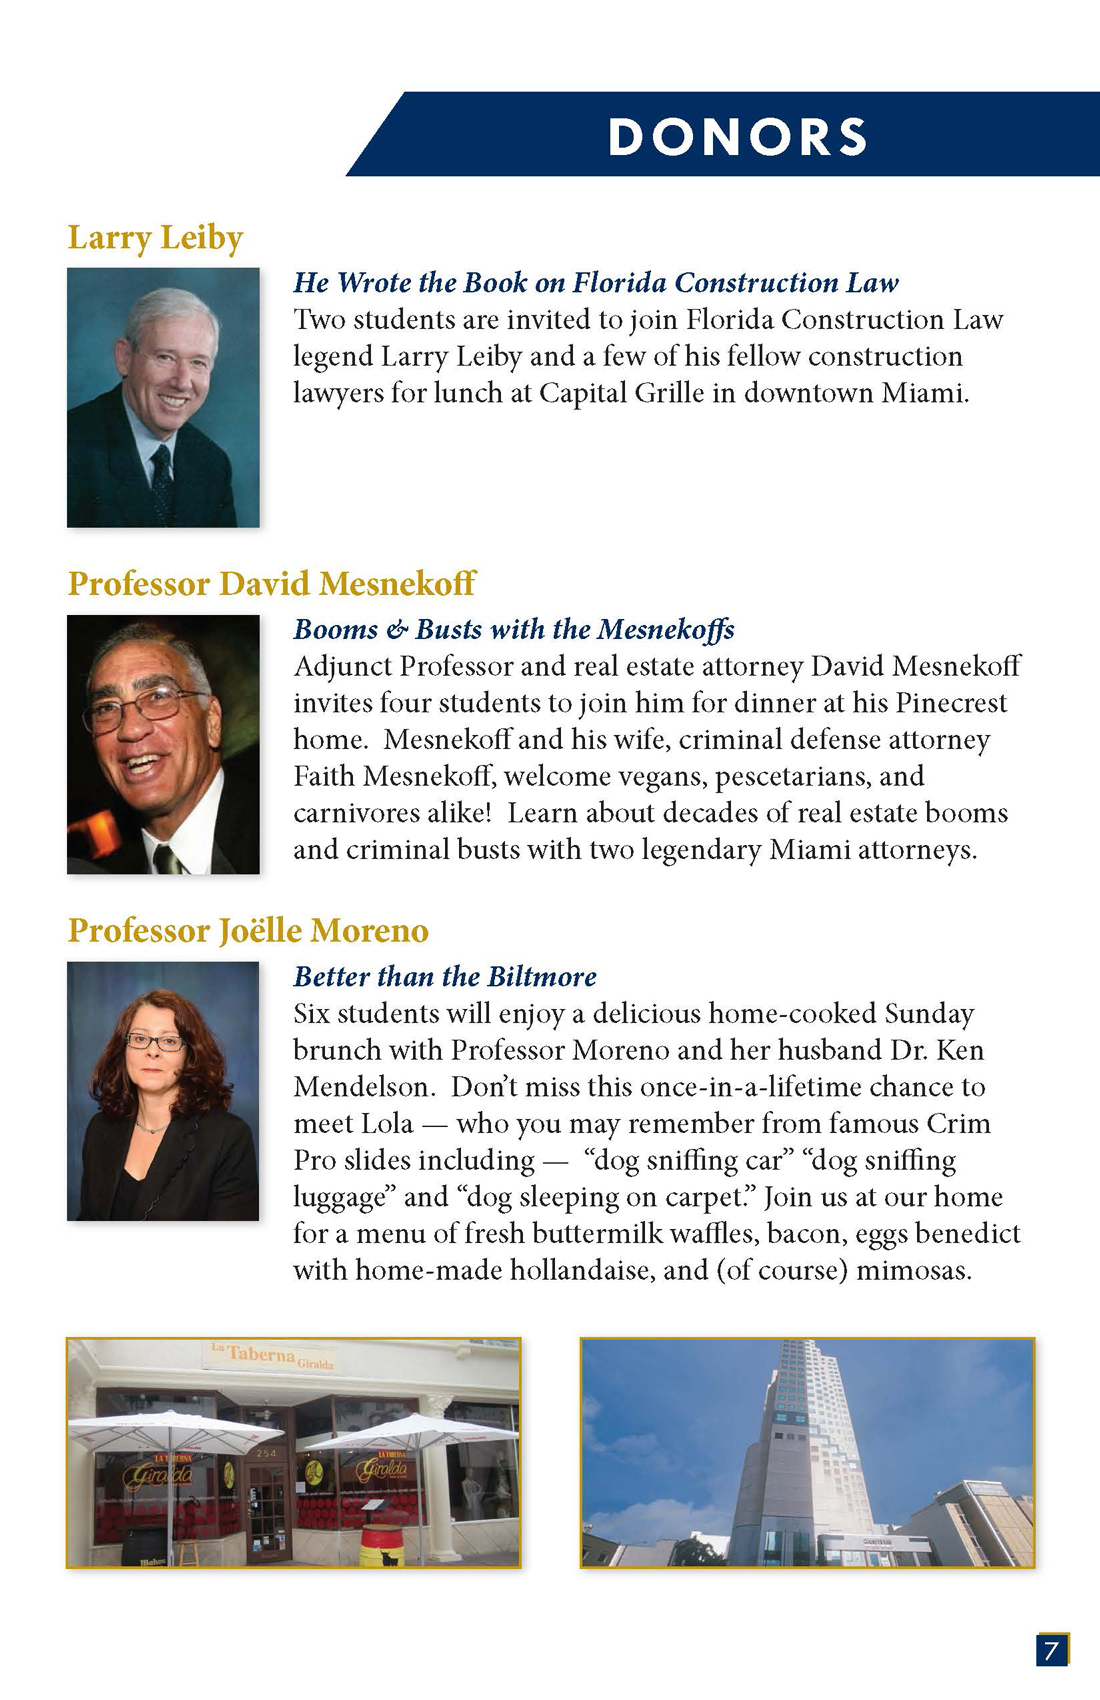 DONORS
Larry Leiby
He Wrote the Book on Florida Construction Law
Two students are invited to join Florida Construction Law
legend Larry Leiby and a few of his fellow construction
lawyers for lunch at Capital Grille in downtown Miami.
Professor David Mesnekoff
Booms & Busts with the Mesnekoffs
Adjunct Professor and real estate attorney David Mesnekoff
invites four students to join him for dinner at his Pinecrest
home.  Mesnekoff and his wife, criminal defense attorney
Faith Mesnekoff, welcome vegans, pescetarians, and
carnivores alike!  Learn about decades of real estate booms
and criminal busts with two legendary Miami attorneys.
Professor Joëlle Moreno
Better than the Biltmore
Six students will enjoy a delicious home-cooked Sunday
brunch with Professor Moreno and her husband Dr. Ken
Mendelson.  Don’t miss this once-in-a-lifetime chance to
meet Lola — who you may remember from famous Crim
Pro slides including —  “dog sniffing car” “dog sniffing
luggage” and “dog sleeping on carpet.” Join us at our home
for a menu of fresh buttermilk waffles, bacon, eggs benedict
with home-made hollandaise, and (of course) mimosas.
La Taberna Giralda
254
LA TABERNA
Giralda
LA TABERNA
Giralda
Mahou
7